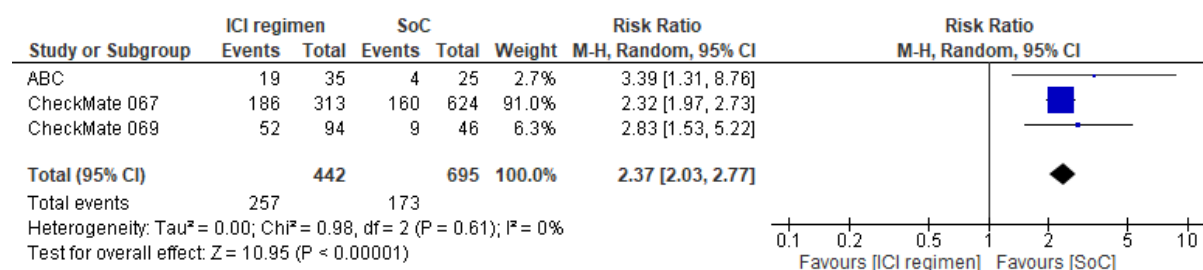 ICI regimen SoC Risk Ratio Risk Ratio
Study or Subgroup Events Total Events Total Weight M-H, Random, 95% CI M-H, Random, 95% CI
ABC 19 35 4 25 2.7% 3.39 [1.31, 8.76]
CheckMate 067 186 313 160 624 91.0% 2.32 [1.97, 2.73]
CheckMate 069 52 94 9 46 6.3% 2.83 [1.53, 5.22]
Total (95% CI) 442 695 100.0% 2.37 [2.03, 2.77]
Total events 257 173
Heterogeneity: Tau² = 0.00; Chi² = 0.98, df = 2 (P = 0.61); I² = 0%
Test for overall effect: Z = 10.95 (P < 0.00001)
0.1 0.2 0.5 1 2 5 10
Favours [ICI regimen] Favours [SoC]